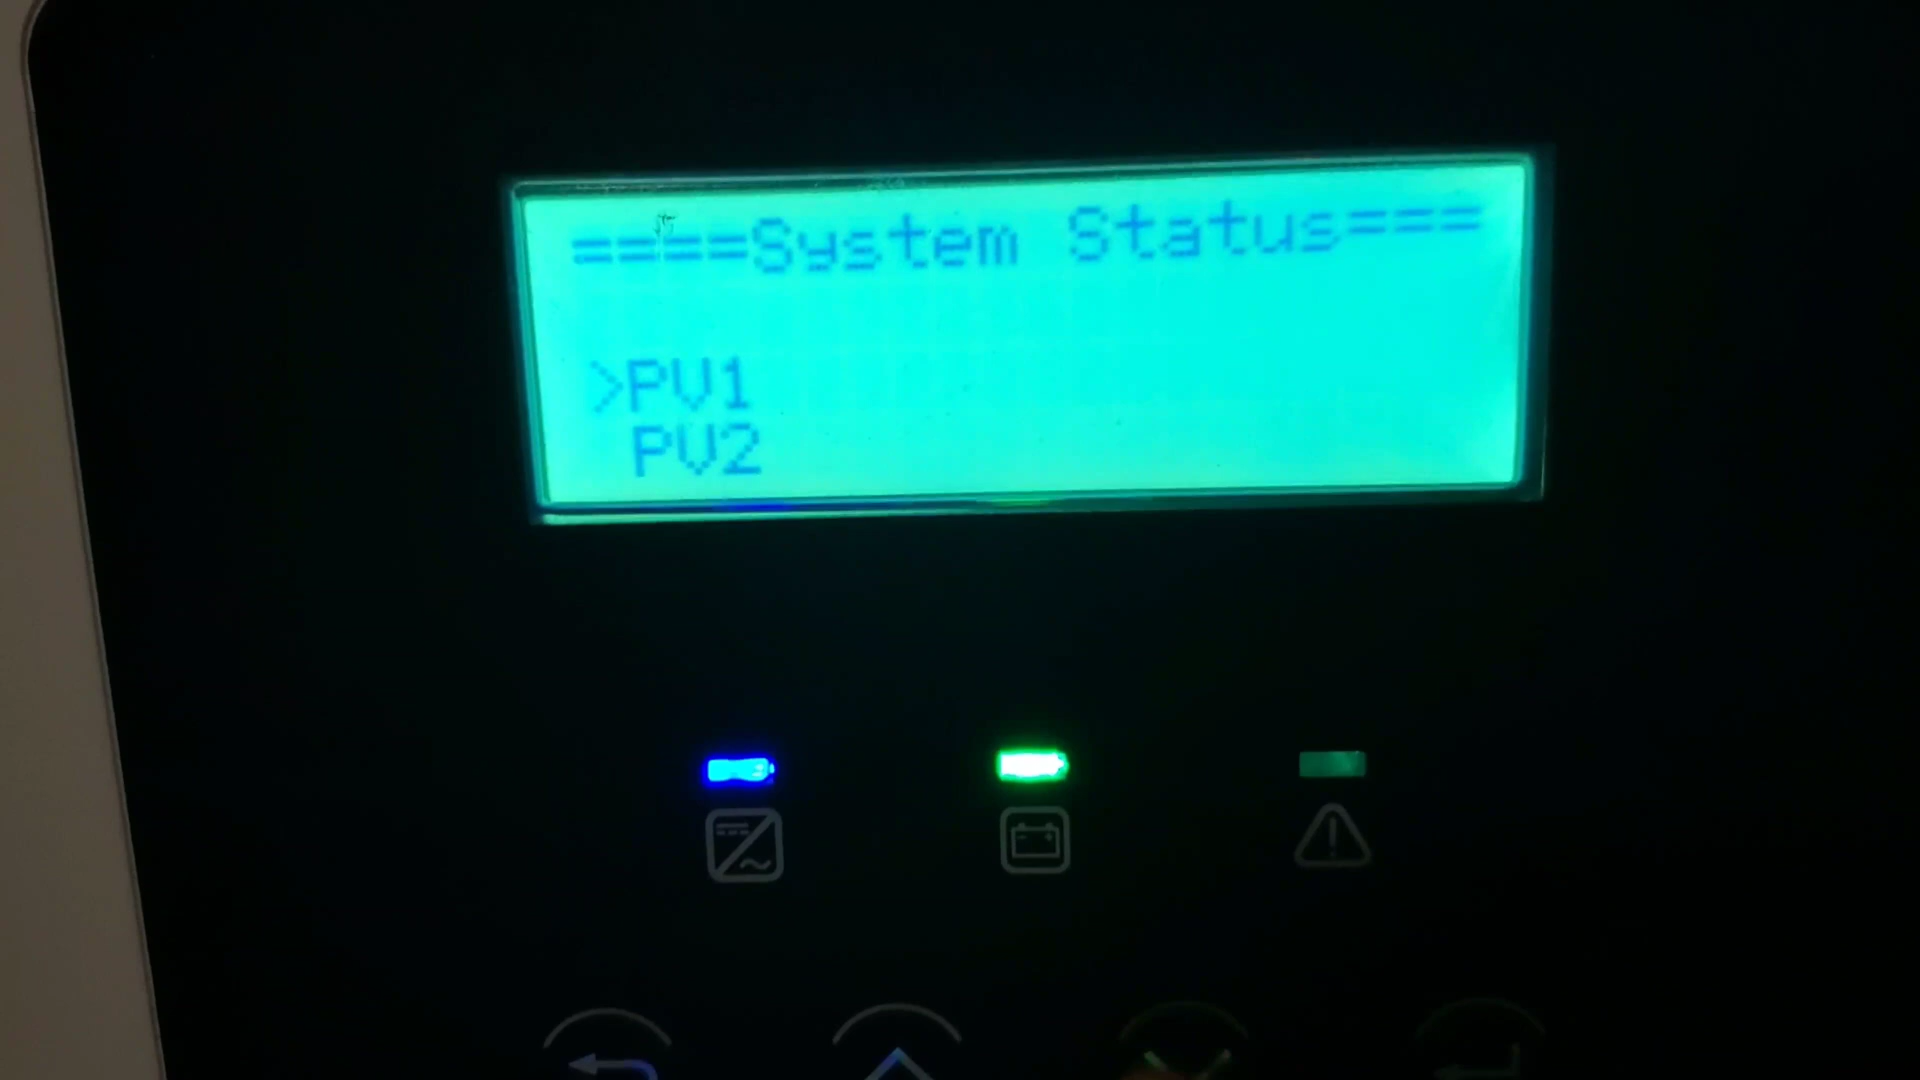 ====System Status===
>PV1
PV2